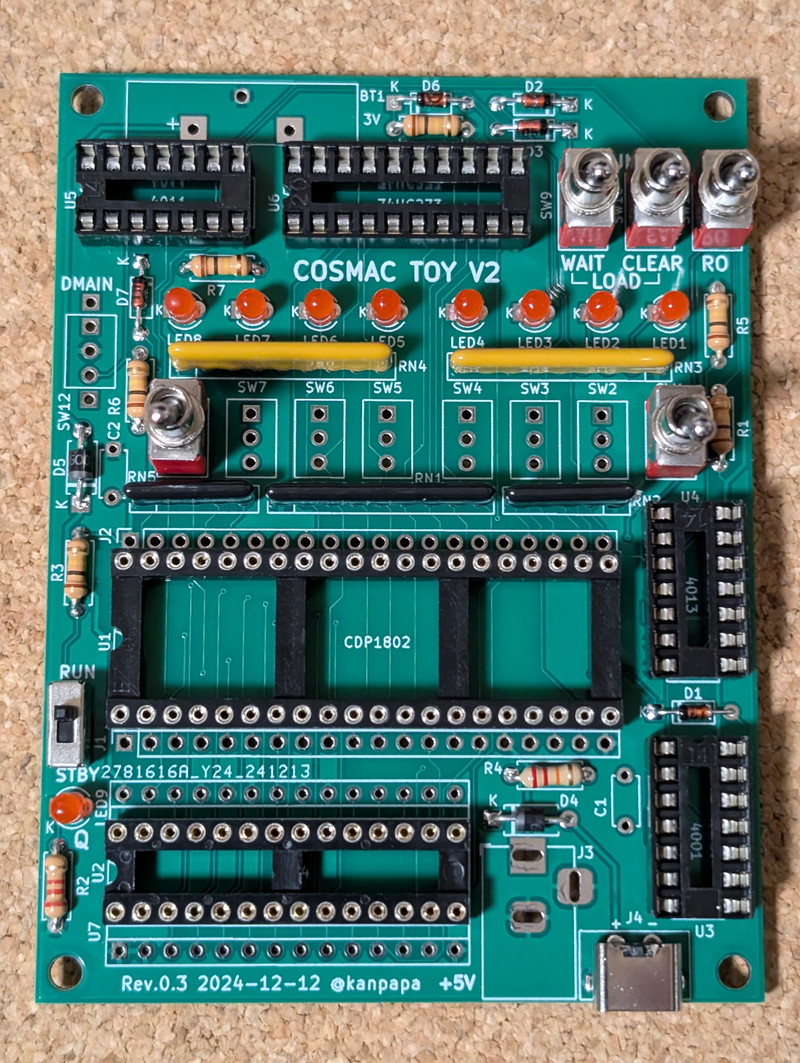 K D6 D2
BT1 K
3V K
+
U5
4011
U6
20
SW9
COSMAC TOY V2
WAIT CLEAR RO
LOAD
K
DMAIN
D7
R7
K K K K K K K K
LED8 LED7 LED6 LED5 LED4 LED3 LED2 LED1
R5
RN4 RN3
SW12
R6
SW7 SW6 SW5 SW4 SW3 SW2
R1
C2
D5
K
RN5 RN1
J2
U4
14
4013
R3
U1
CDP1802
RUN
J1
STBY
2781616A_Y24_241213
D1
K
R4
K D4
C1
14
4001
U3
LED9
K
Q
R2
U2
U7
J3
J4
+ -
Rev.0.3 2024-12-12 @kanpapa +5V